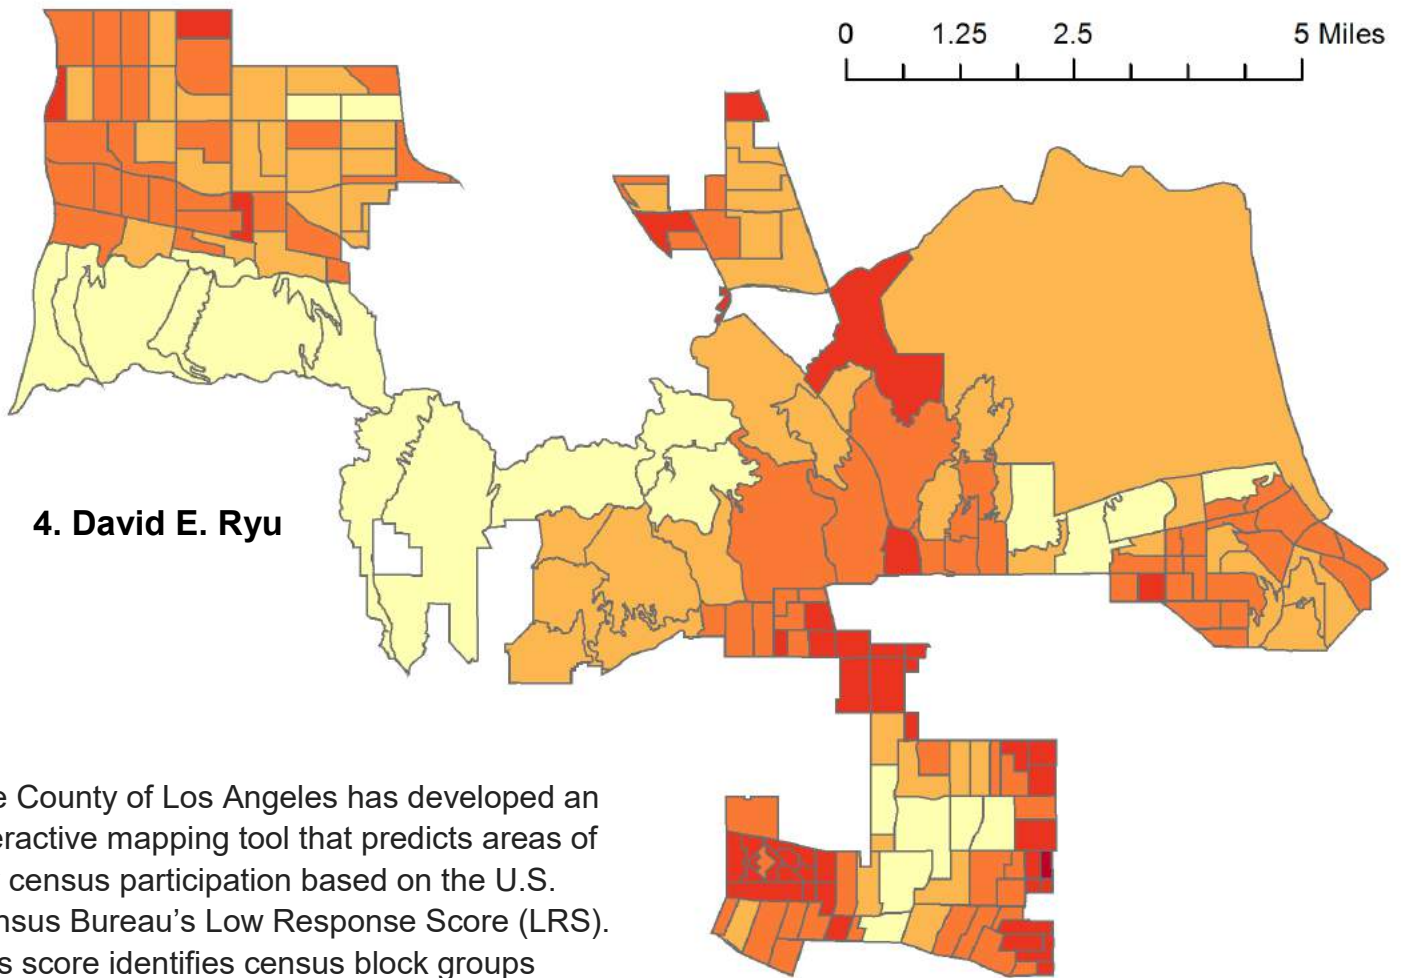 0 1.25 2.5 5 Miles
4. David E. Ryu
County of Los Angeles has developed an
mapping tool that predicts areas of
census participation based on the U.S.
Bureau’s Low Response Score (LRS).
score identifies census block groups